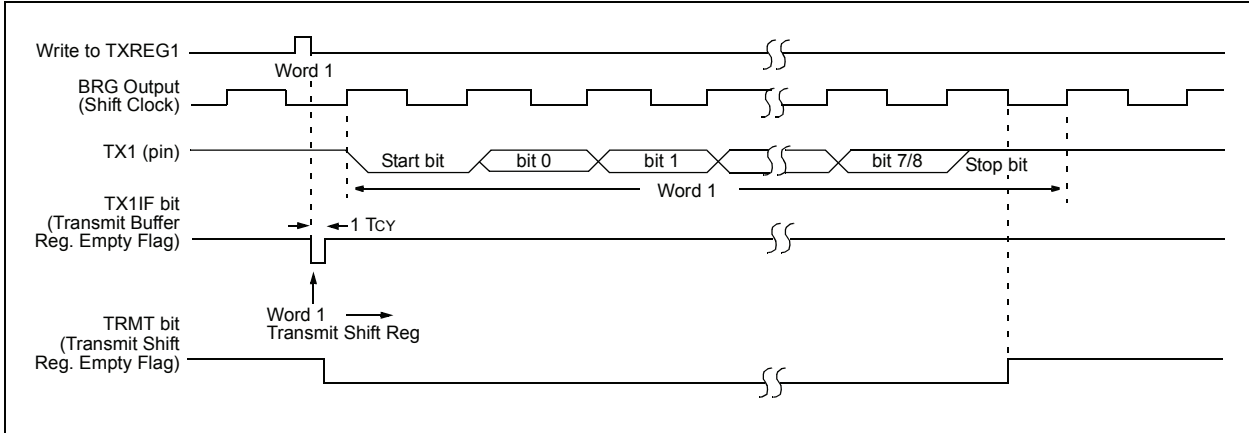 Write to TXREG1
Word 1
BRG Output
(Shift Clock)
TX1 (pin)
Start bit
bit 0
bit 1
bit 7/8
Stop bit
Word 1
TX1IF bit
(Transmit Buffer
Reg. Empty Flag)
1 TCY
Word 1
Transmit Shift Reg
TRMT bit
(Transmit Shift
Reg. Empty Flag)